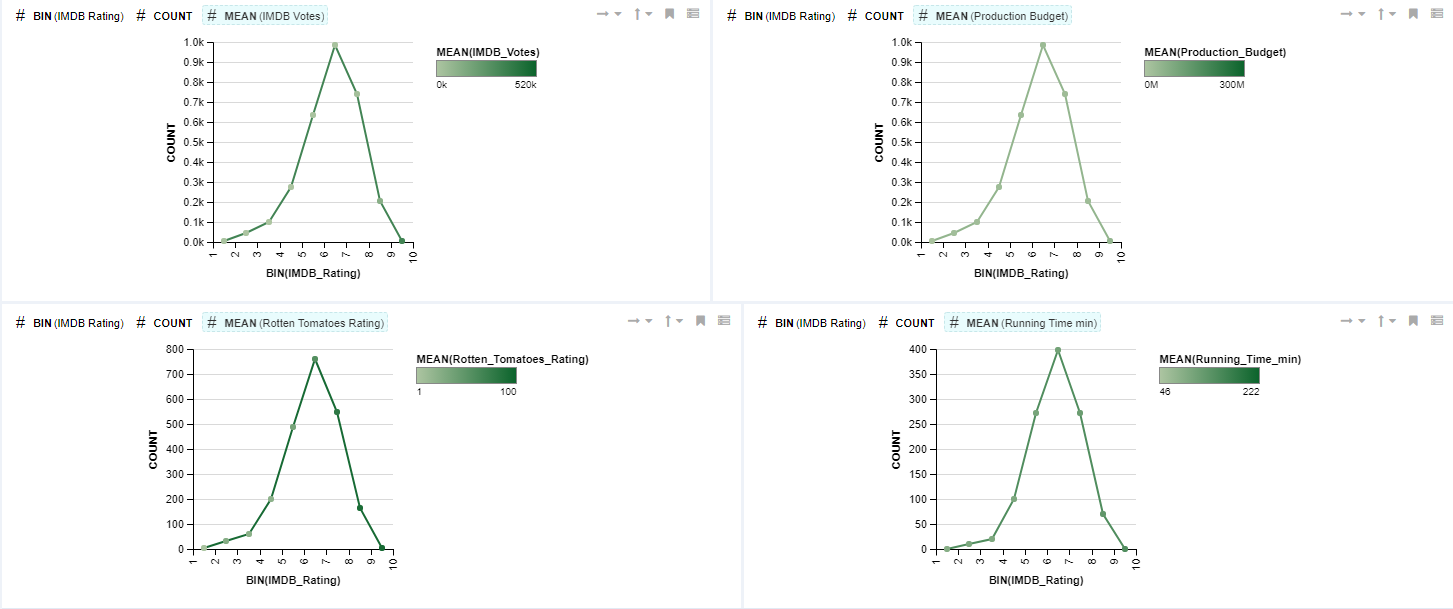 # BIN (IMDB Rating) # COUNT # MEAN (IMDB Votes)
1.0k
0.9k
0.8k
0.7k
0.6k
0.5k
0.4k
0.3k
0.2k
0.1k
0.0k
COUNT
1 2 3 4 5 6 7 8 9 10
BIN(IMDB_Rating)
MEAN(IMDB_Votes)
0k 520k
# BIN (IMDB Rating) # COUNT # MEAN (Production Budget)
1.0k
0.9k
0.8k
0.7k
0.6k
0.5k
0.4k
0.3k
0.2k
0.1k
0.0k
COUNT
1 2 3 4 5 6 7 8 9 10
BIN(IMDB_Rating)
MEAN(Production_Budget)
0M 300M
# BIN (IMDB Rating) # COUNT # MEAN (Rotten Tomatoes Rating)
800
700
600
500
400
300
200
100
0
COUNT
1 2 3 4 5 6 7 8 9 10
BIN(IMDB_Rating)
MEAN(Rotten_Tomatoes_Rating)
1 100
# BIN (IMDB Rating) # COUNT # MEAN (Running Time min)
400
350
300
250
200
150
100
50
0
COUNT
1 2 3 4 5 6 7 8 9 10
BIN(IMDB_Rating)
MEAN(Running_Time_min)
46 222